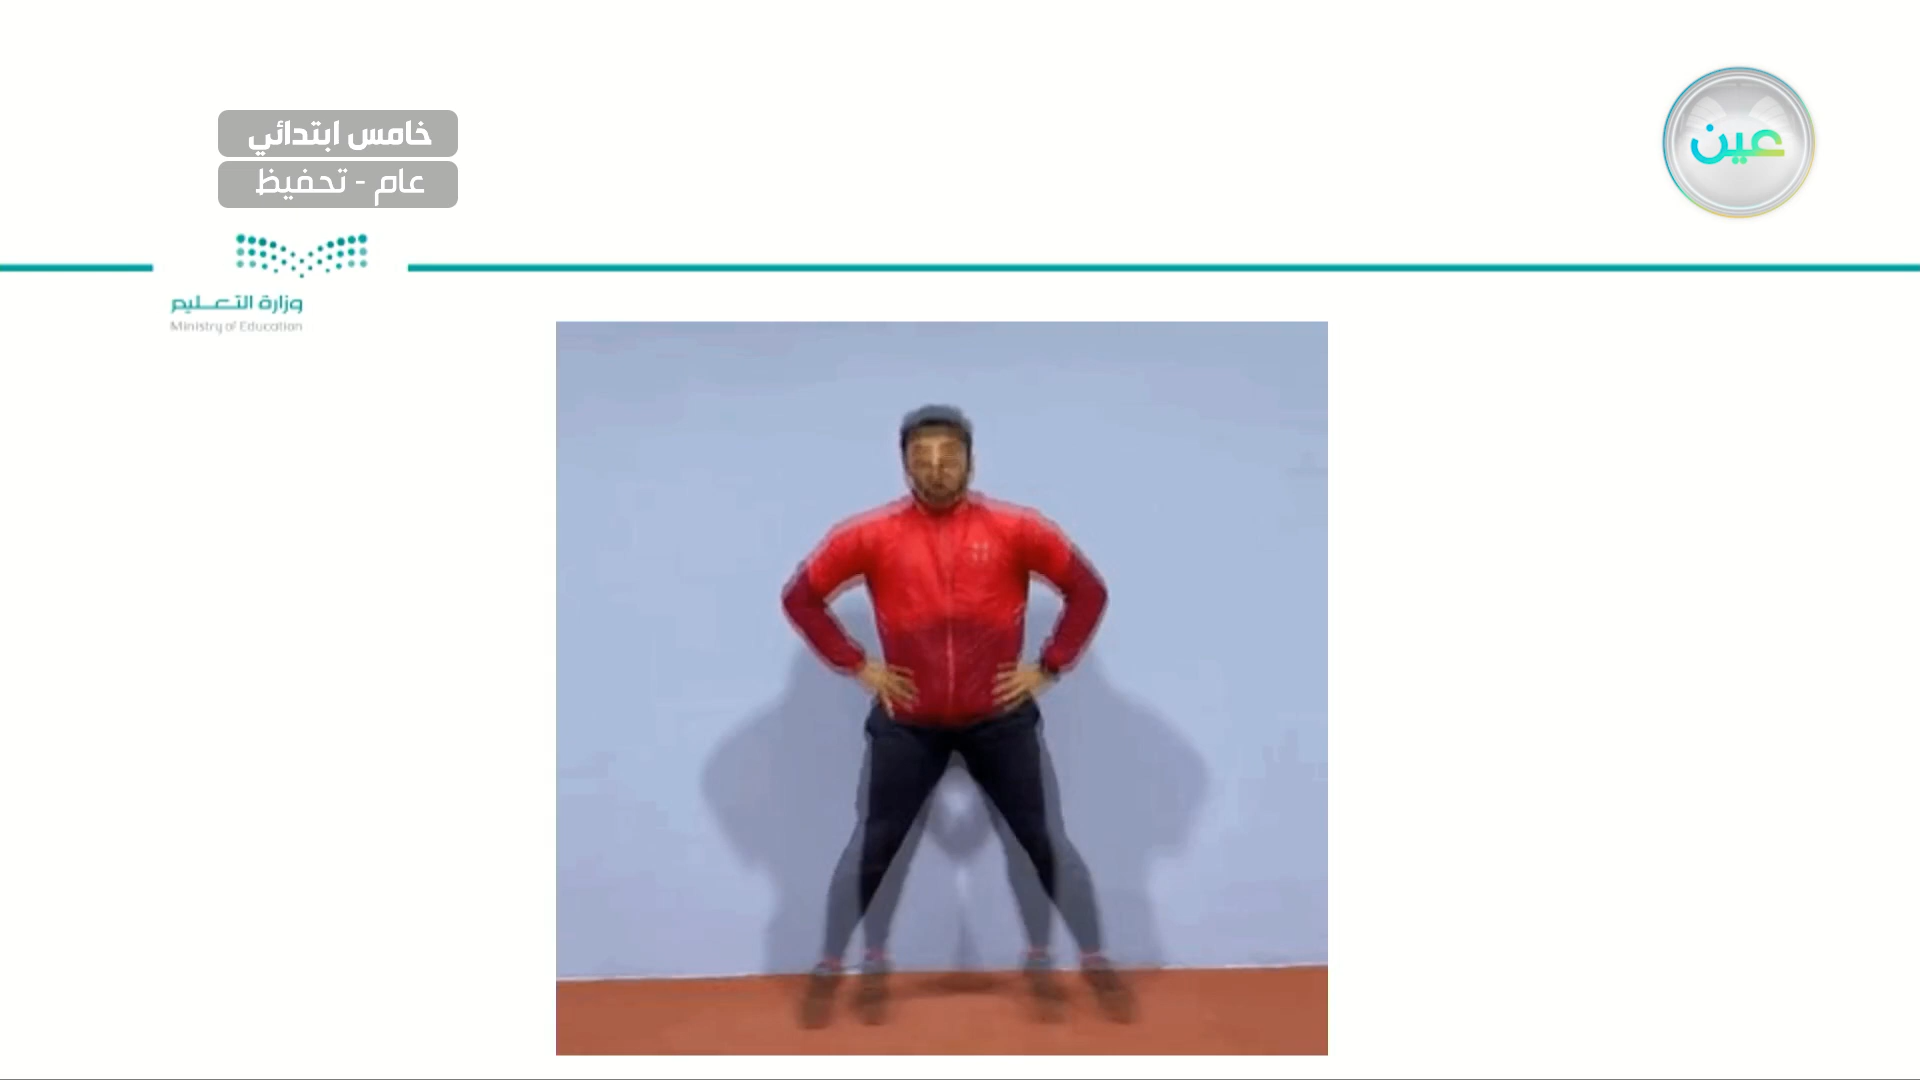 خامس ابتدائي
عام - تحفيظ
عين
وزارة التعليم
Ministry of Education